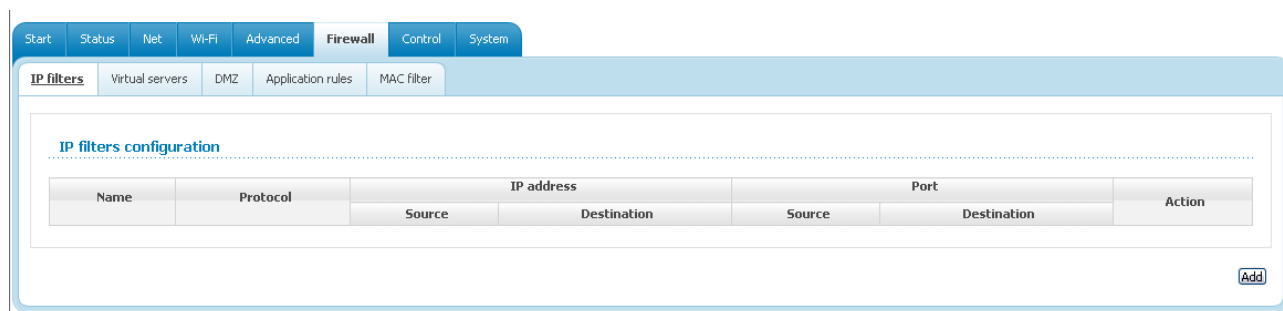 Start Status Net Wi-Fi Advanced Firewall Control System
IP filters Virtual servers DMZ Application rules MAC filter
IP filters configuration
Name Protocol IP address Port Action
Source Destination Source Destination
Add